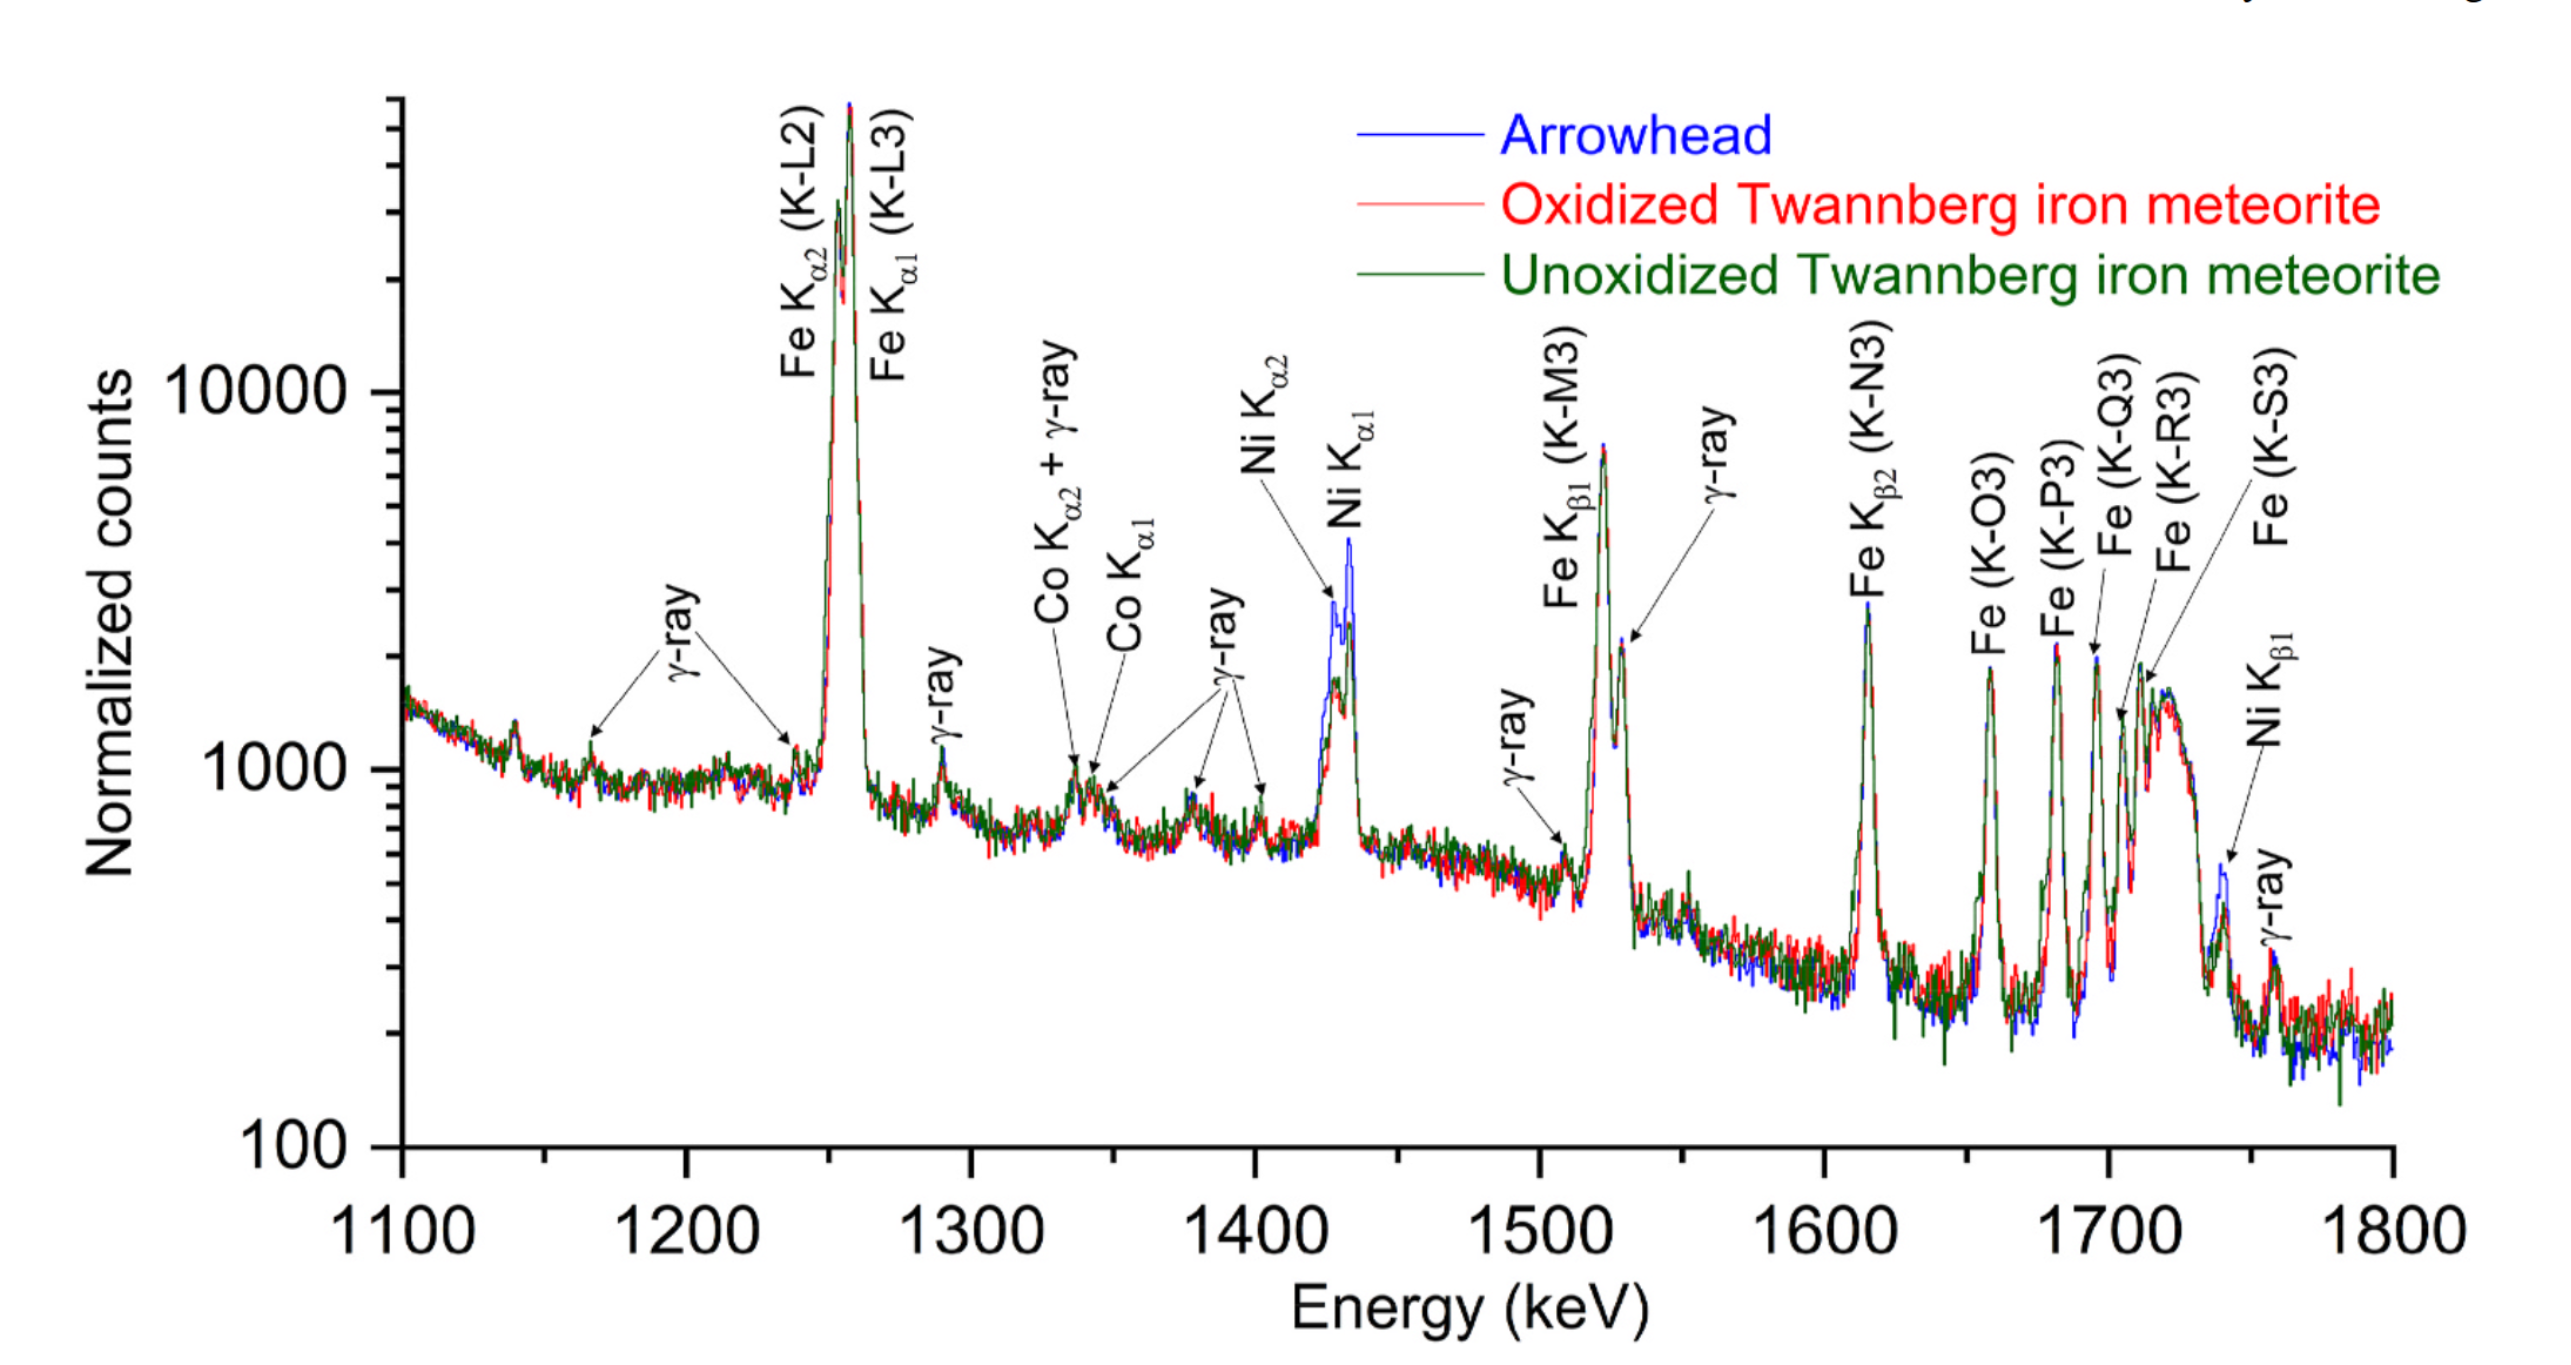 Arrowhead
Oxidized Twannberg iron meteorite
Unoxidized Twannberg iron meteorite
Normalized counts
10000
1000
100
Fe Kα2 (K-L2)
Fe Kα1 (K-L3)
γ-ray
γ-ray
Co Kα2 + γ-ray
Co Kα1
γ-ray
Ni Kα2
Ni Kα1
γ-ray
Fe Kβ1 (K-M3)
γ-ray
Fe Kβ2 (K-N3)
Fe (K-O3)
Fe (K-P3)
Fe (K-Q3)
Fe (K-R3)
Fe (K-S3)
Ni Kβ1
γ-ray
1100 1200 1300 1400 1500 1600 1700 1800
Energy (keV)